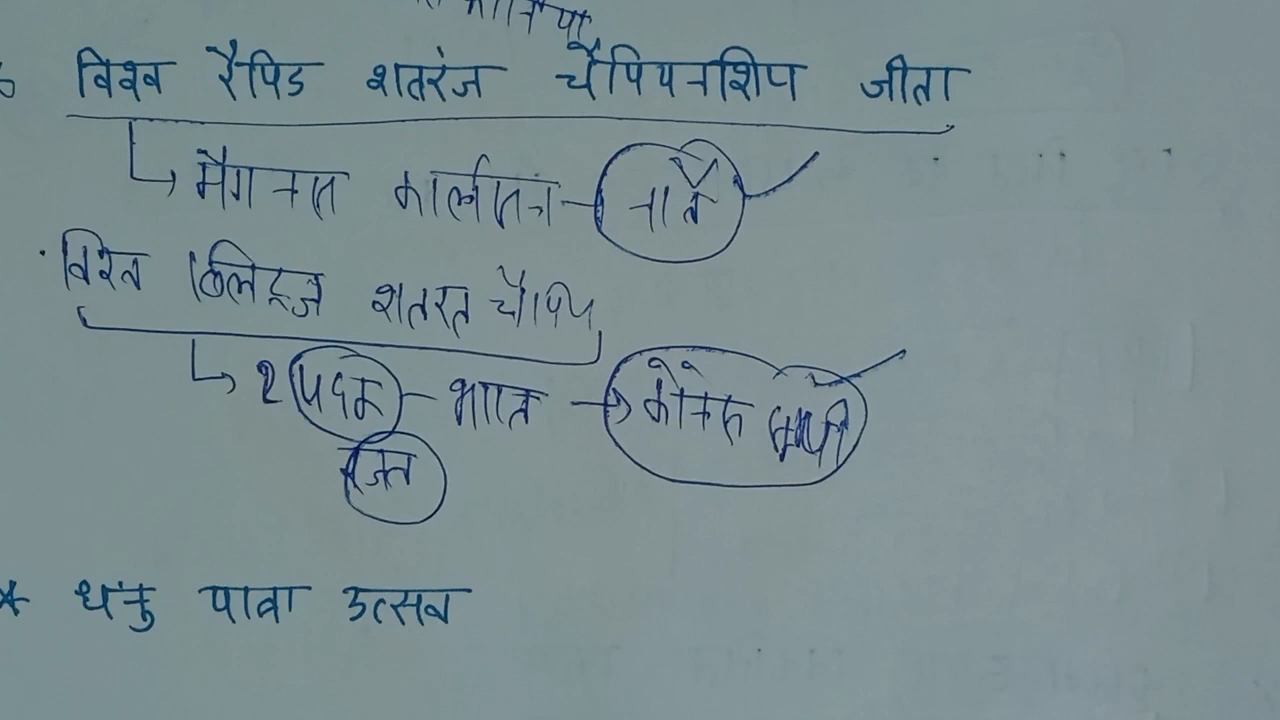 विश्व रैपिड शतरंज चैंपियनशिप जीता
मैगनस कार्लसन - नार्वे
विश्व ब्लिट्ज शतरंत चैंपि
2 पदक - भारत → कोनेरू हम्पी
रजत
* धनु यात्रा उत्सव